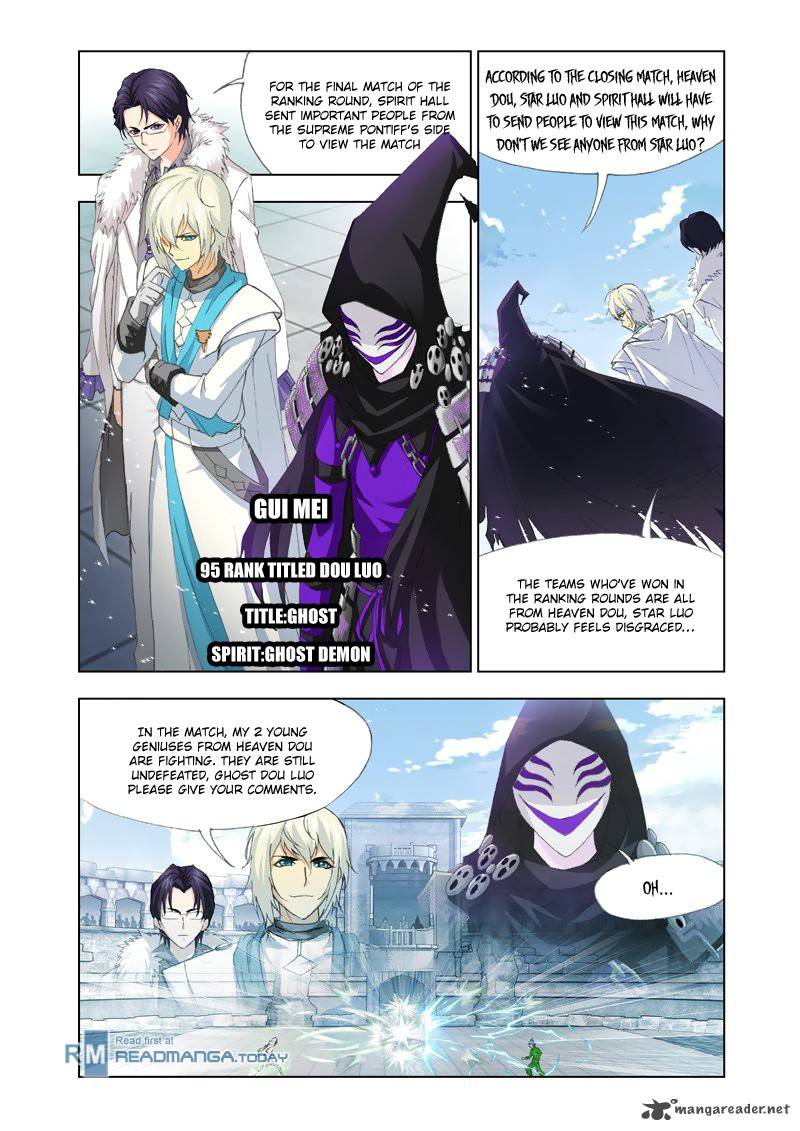 FOR THE FINAL MATCH OF THE
RANKING ROUND, SPIRIT HALL
SENT IMPORTANT PEOPLE FROM
THE SUPREME PONTIFF'S SIDE
TO VIEW THE MATCH
GUI MEI
95 RANK TITLED DOU LUO
TITLE:GHOST
SPIRIT:GHOST DEMON
ACCORDING TO THE CLOSING MATCH, HEAVEN
DOU, STAR LUO AND SPIRIT HALL WILL HAVE
TO SEND PEOPLE TO VIEW THIS MATCH, WHY
DON'T WE SEE ANYONE FROM STAR LUO?
THE TEAMS WHO'VE WON IN
THE RANKING ROUNDS ARE ALL
FROM HEAVEN DOU, STAR LUO
PROBABLY FEELS DISGRACED...
IN THE MATCH, MY 2 YOUNG
GENIUSES FROM HEAVEN DOU
ARE FIGHTING. THEY ARE STILL
UNDEFEATED, GHOST DOU LUO
PLEASE GIVE YOUR COMMENTS.
OH...
RM
Read first at
READMANGA.TODAY
mangareader.net